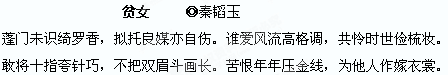 贫女 ◎秦韬玉
蓬门未识绮罗香，拟托良媒亦自伤。谁爱风流高格调，共怜时世俭梳妆。
敢将十指夸针巧，不把双眉斗画长。苦恨年年压金线，为他人作嫁衣裳。